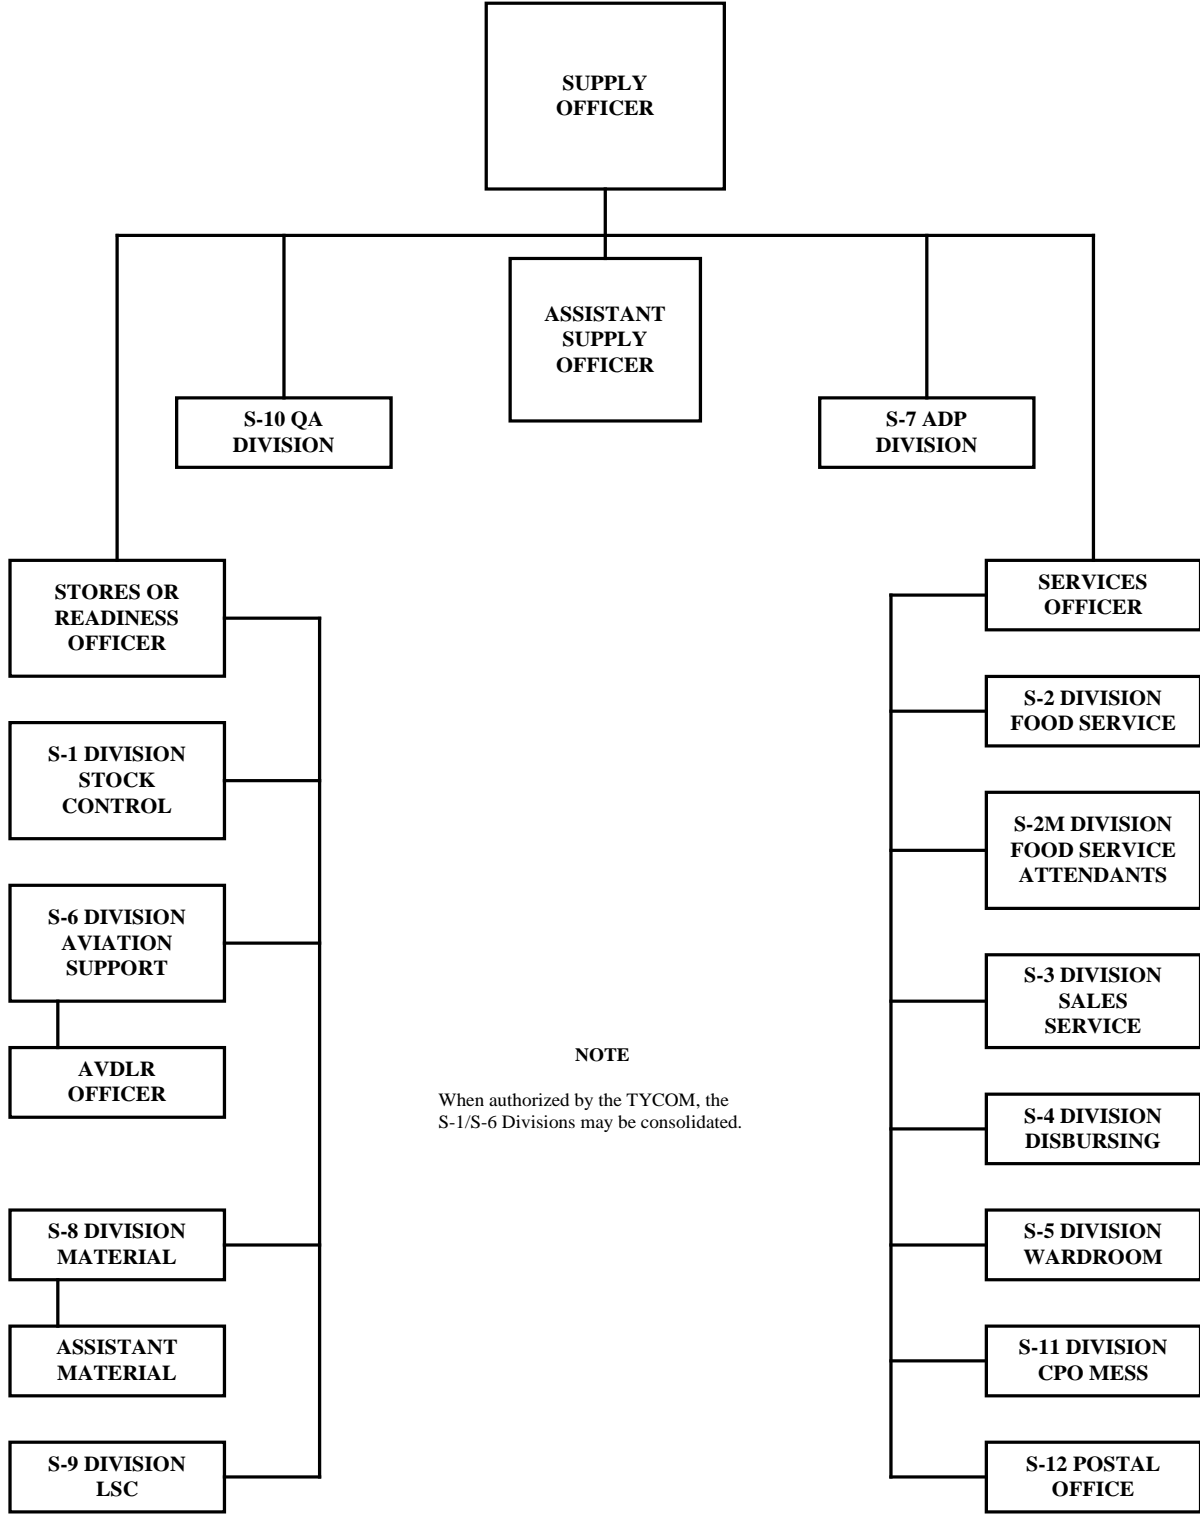 SUPPLY
OFFICER
ASSISTANT
SUPPLY
OFFICER
S-10 QA
DIVISION
S-7 ADP
DIVISION
STORES OR
READINESS
OFFICER
S-1 DIVISION
STOCK
CONTROL
S-6 DIVISION
AVIATION
SUPPORT
AVDLR
OFFICER
S-8 DIVISION
MATERIAL
ASSISTANT
MATERIAL
S-9 DIVISION
LSC
NOTE
When authorized by the TYCOM, the
S-1/S-6 Divisions may be consolidated.
SERVICES
OFFICER
S-2 DIVISION
FOOD SERVICE
S-2M DIVISION
FOOD SERVICE
ATTENDANTS
S-3 DIVISION
SALES
SERVICE
S-4 DIVISION
DISBURSING
S-5 DIVISION
WARDROOM
S-11 DIVISION
CPO MESS
S-12 POSTAL
OFFICE